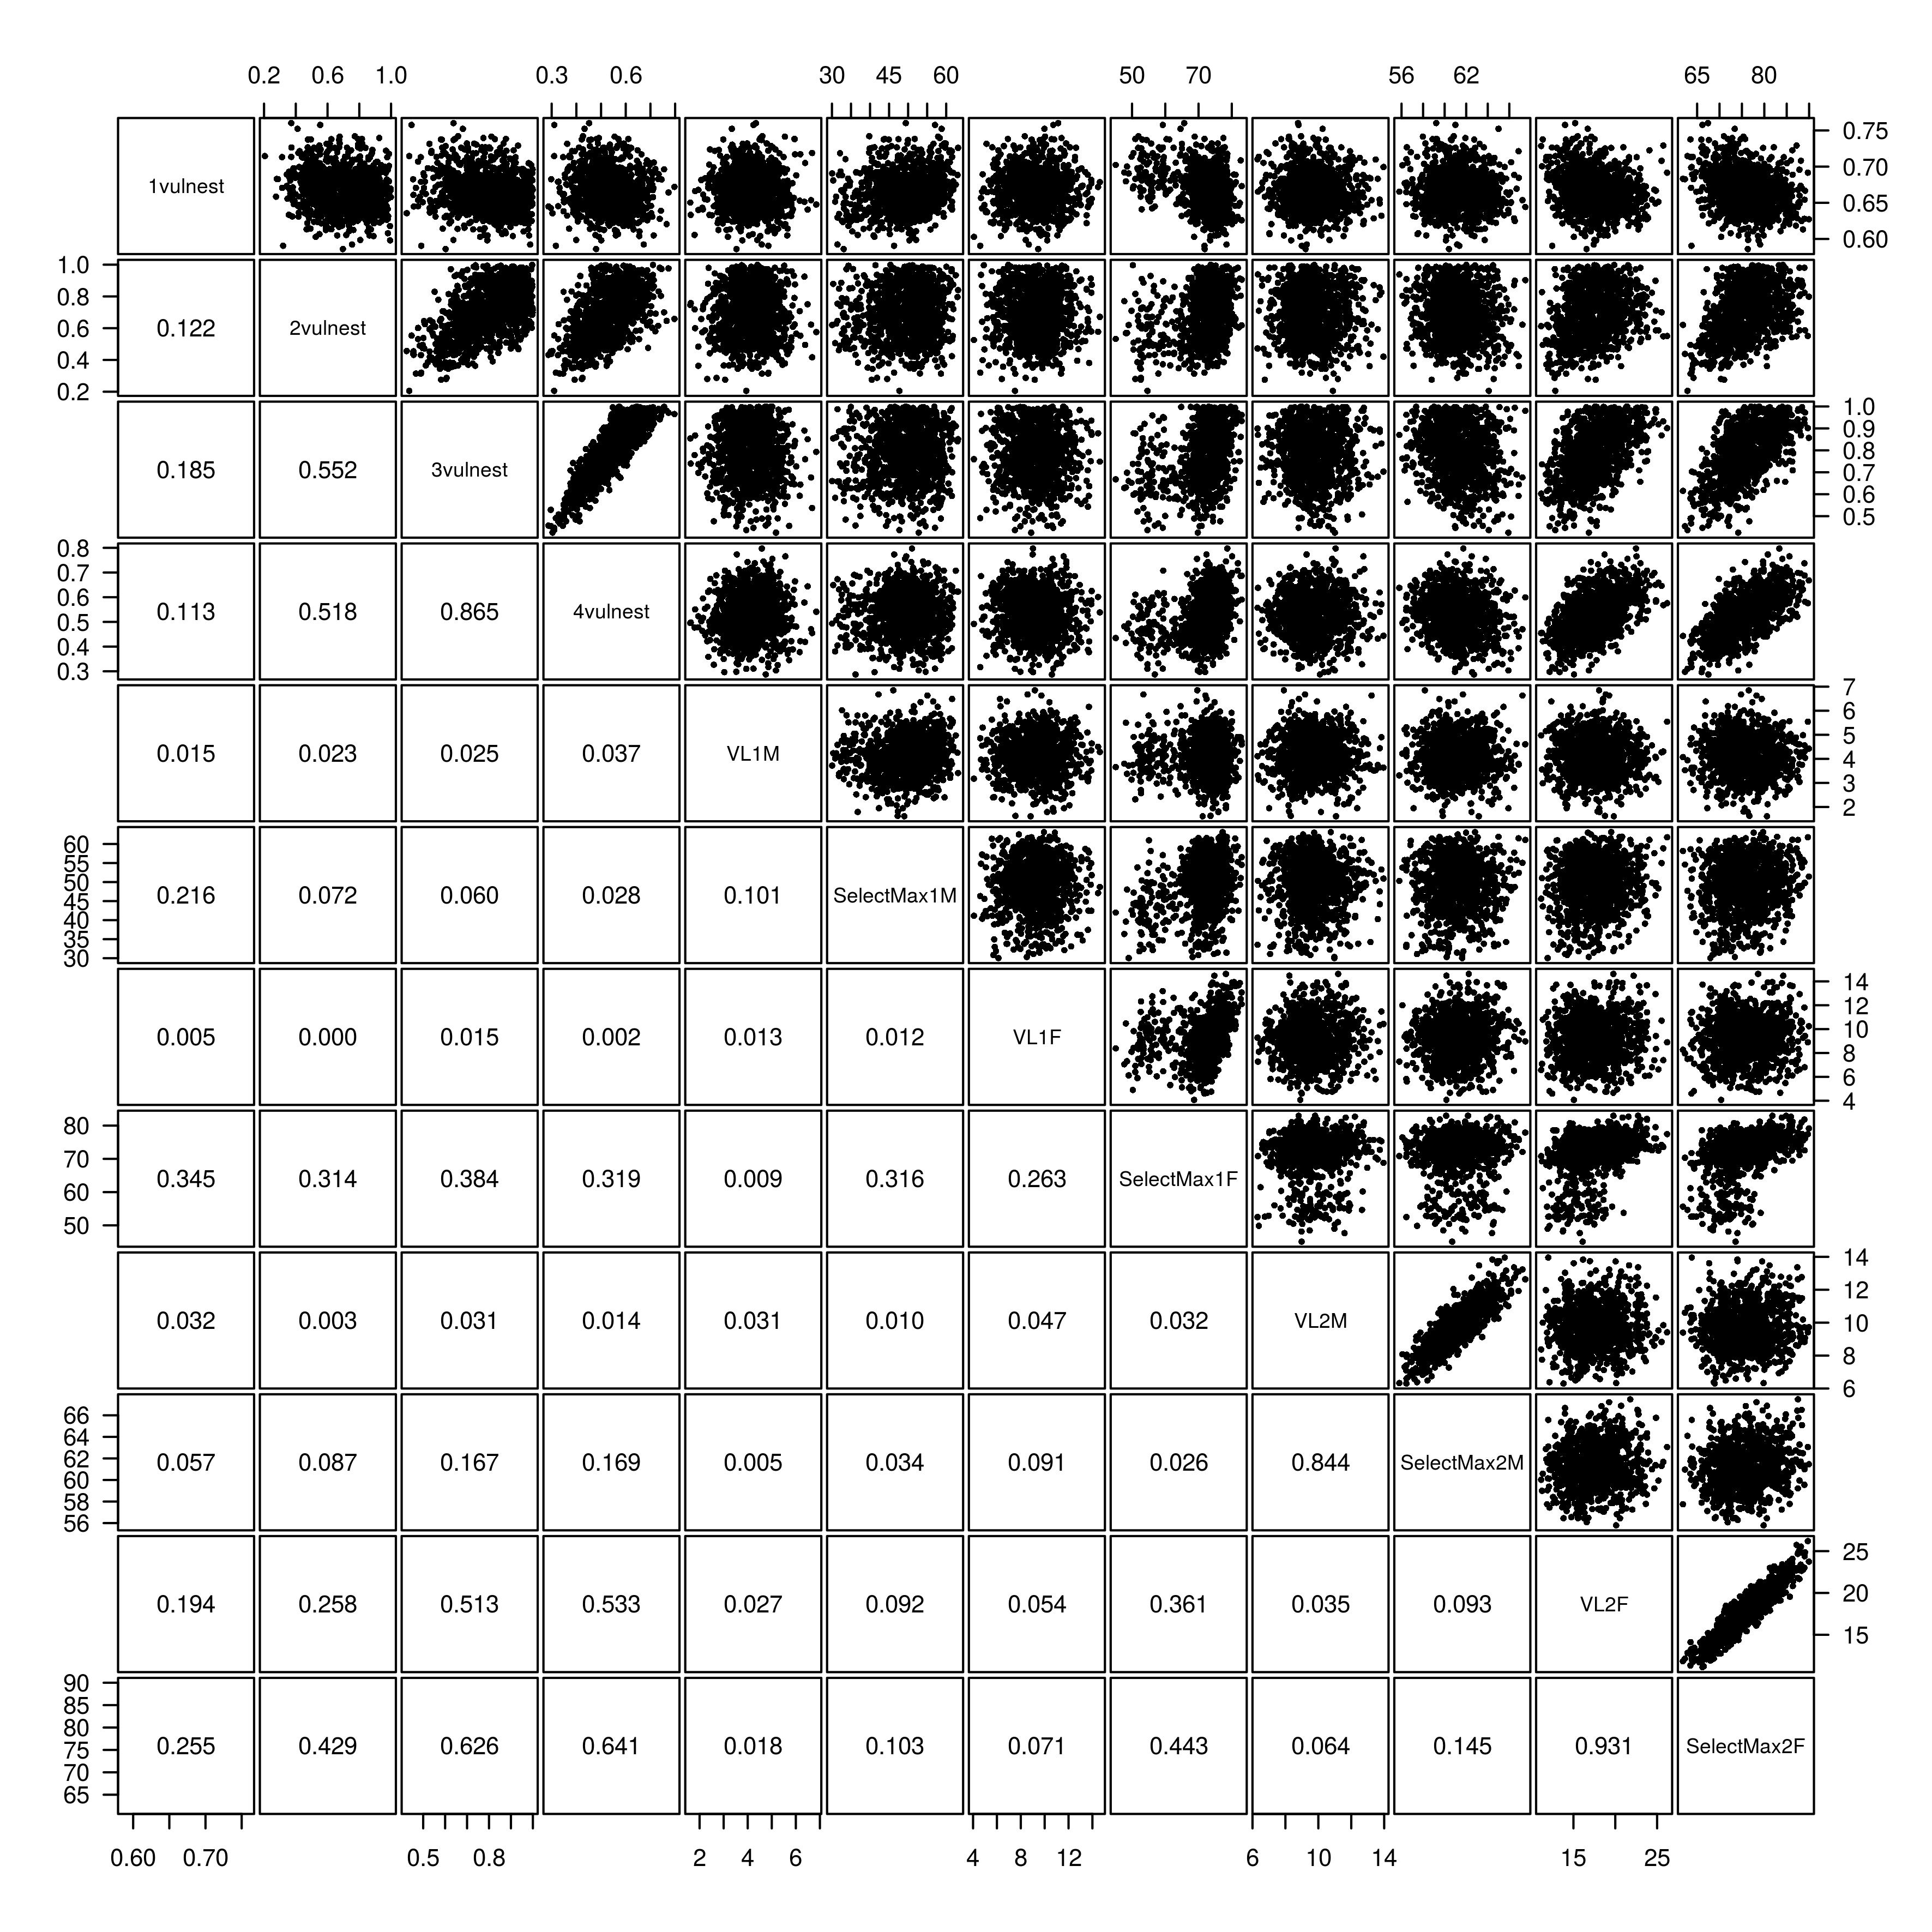 0.2 0.6 1.0 0.3 0.6 30 45 60 50 70 56 62 65 80
1vulnest 0.75 0.70 0.65 0.60
1.0 0.8 0.6 0.4 0.2 0.122 2vulnest
0.185 0.552 3vulnest 1.0 0.9 0.8 0.7 0.6 0.5
0.8 0.7 0.6 0.5 0.4 0.3 0.113 0.518 0.865 4vulnest
0.015 0.023 0.025 0.037 VL1M 7 6 5 4 3 2
60 55 50 45 40 35 30 0.216 0.072 0.060 0.028 0.101 SelectMax1M
0.005 0.000 0.015 0.002 0.013 0.012 VL1F 14 12 10 8 6 4
80 70 60 50 0.345 0.314 0.384 0.319 0.009 0.316 0.263 SelectMax1F
0.032 0.003 0.031 0.014 0.031 0.010 0.047 0.032 VL2M 14 12 10 8 6
66 64 62 60 58 56 0.057 0.087 0.167 0.169 0.005 0.034 0.091 0.026 0.844 SelectMax2M
0.194 0.258 0.513 0.533 0.027 0.092 0.054 0.361 0.035 0.093 VL2F 25 20 15
90 85 80 75 70 65 0.255 0.429 0.626 0.641 0.018 0.103 0.071 0.443 0.064 0.145 0.931 SelectMax2F
0.60 0.70 0.5 0.8 2 4 6 4 8 12 6 10 14 15 25